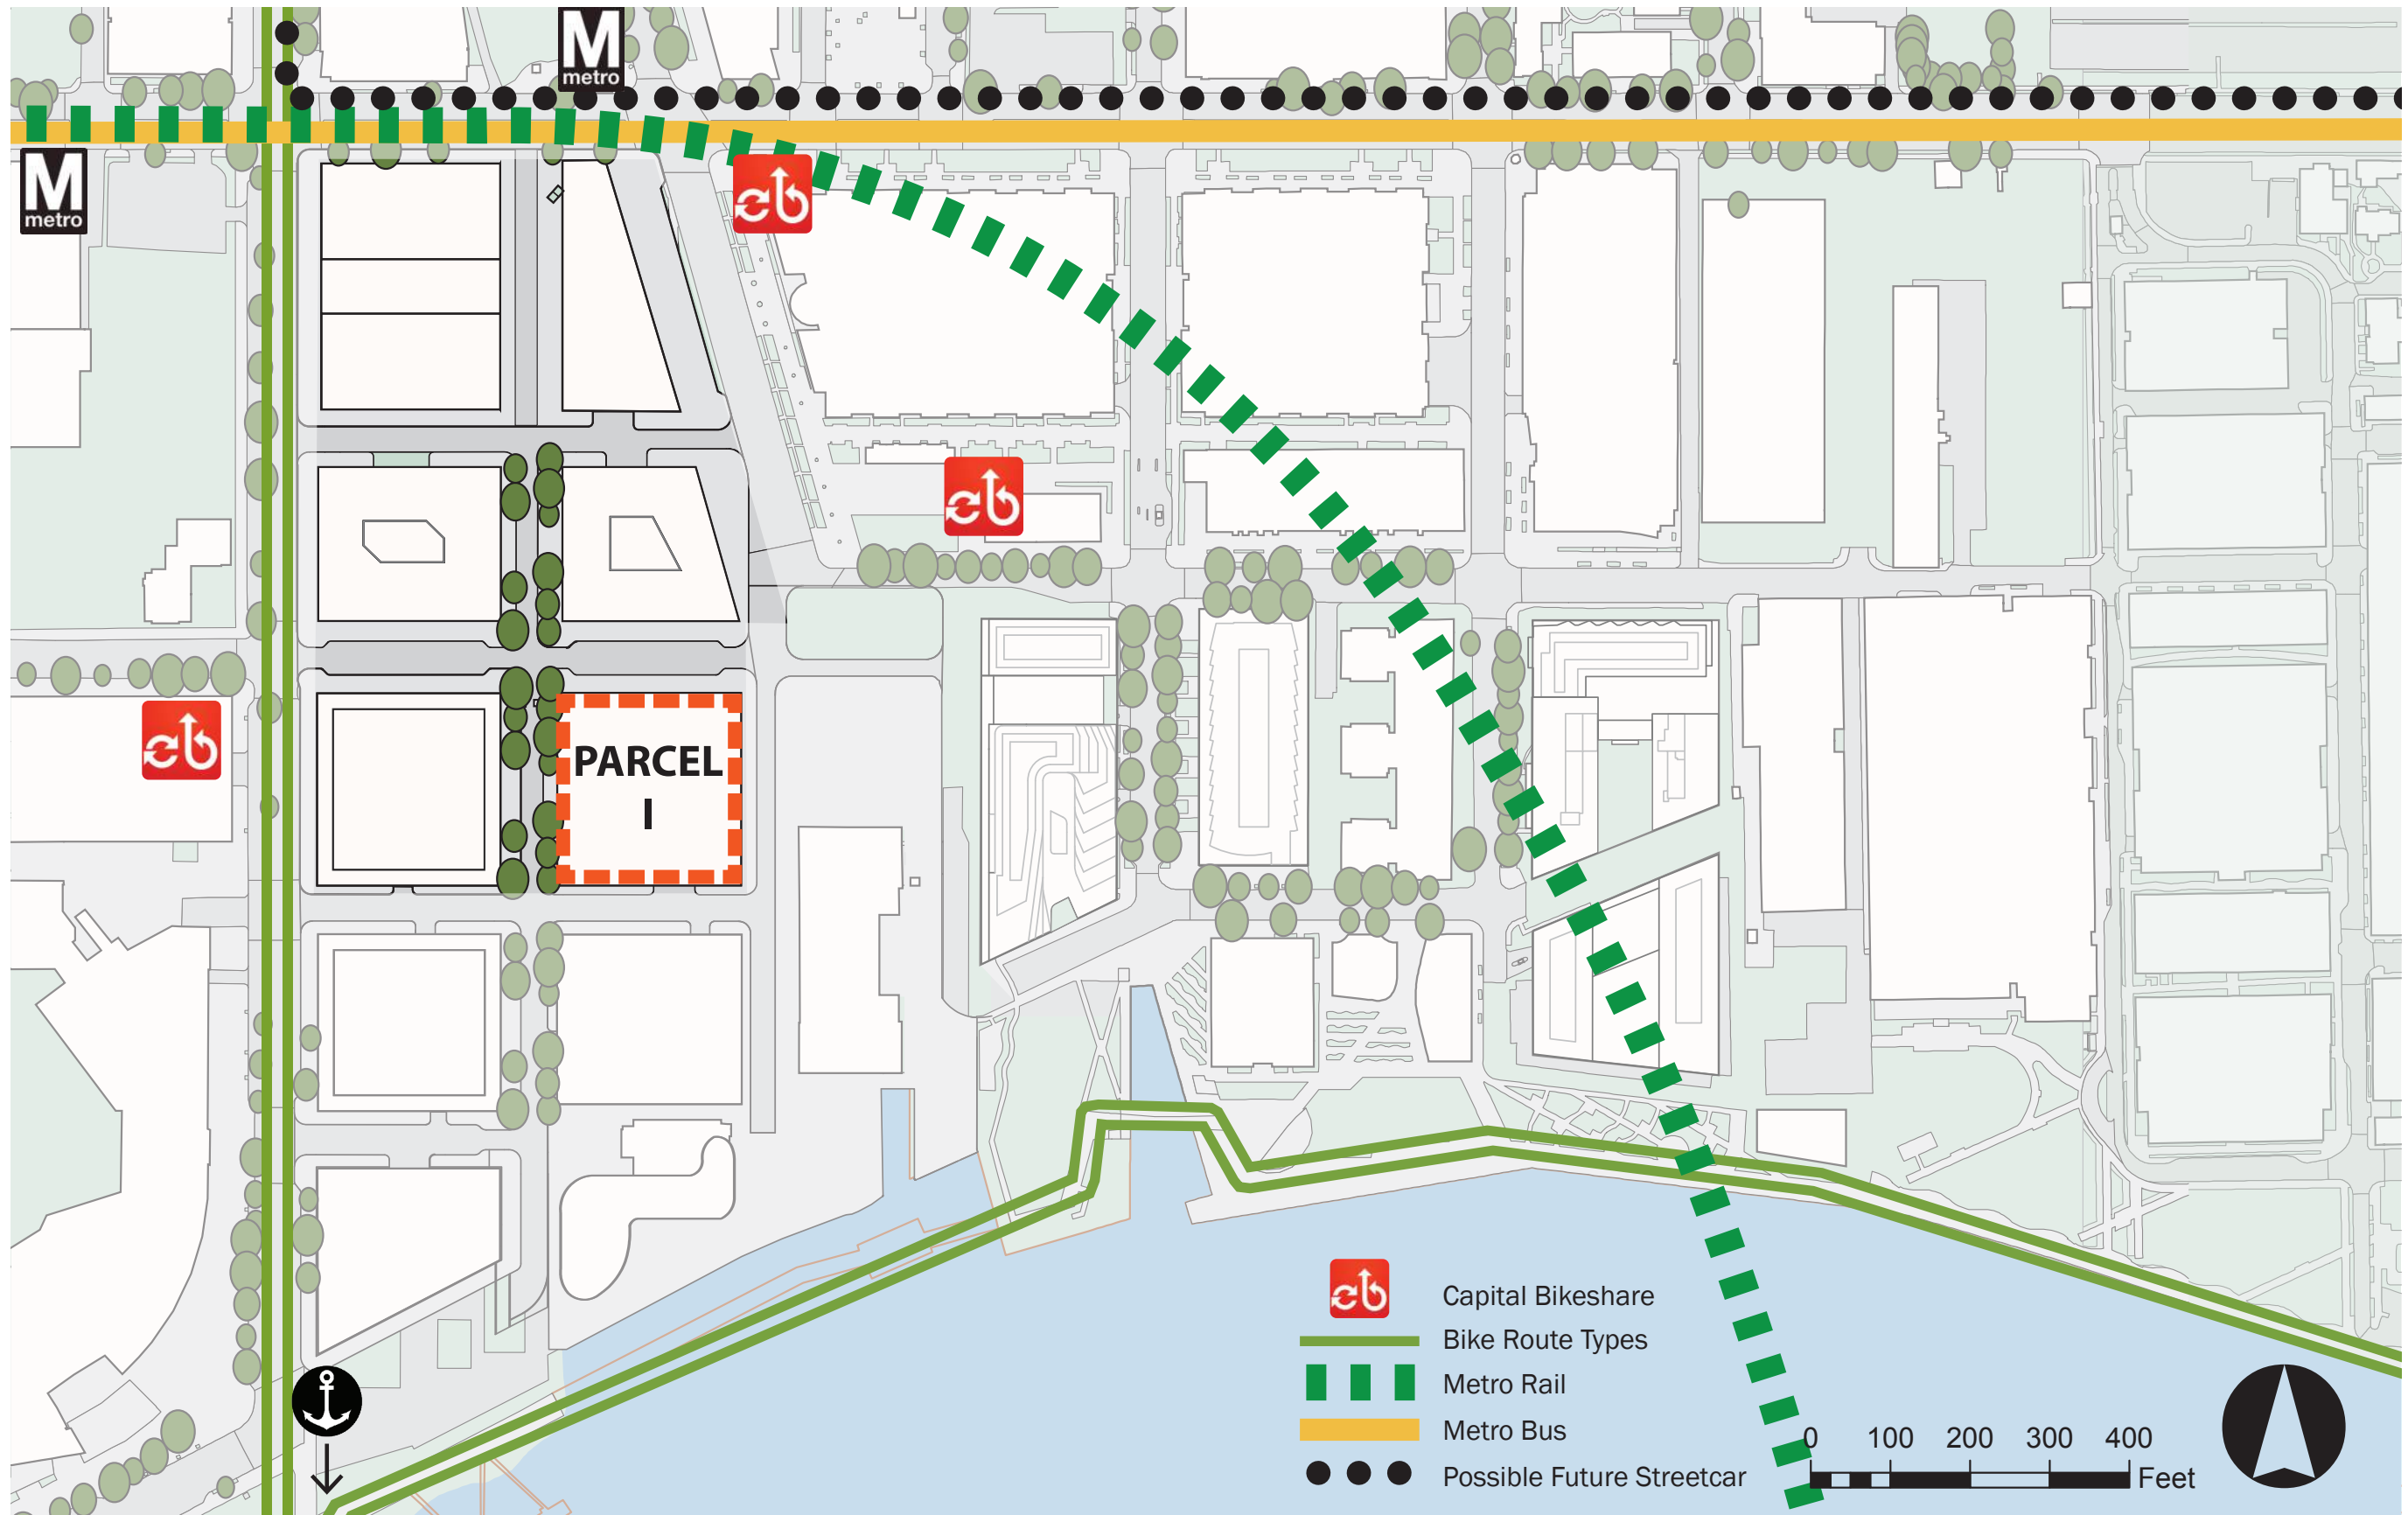 M
metro
M
metro
PARCEL
I
Capital Bikeshare
Bike Route Types
Metro Rail
Metro Bus
Possible Future Streetcar
0 100 200 300 400
Feet